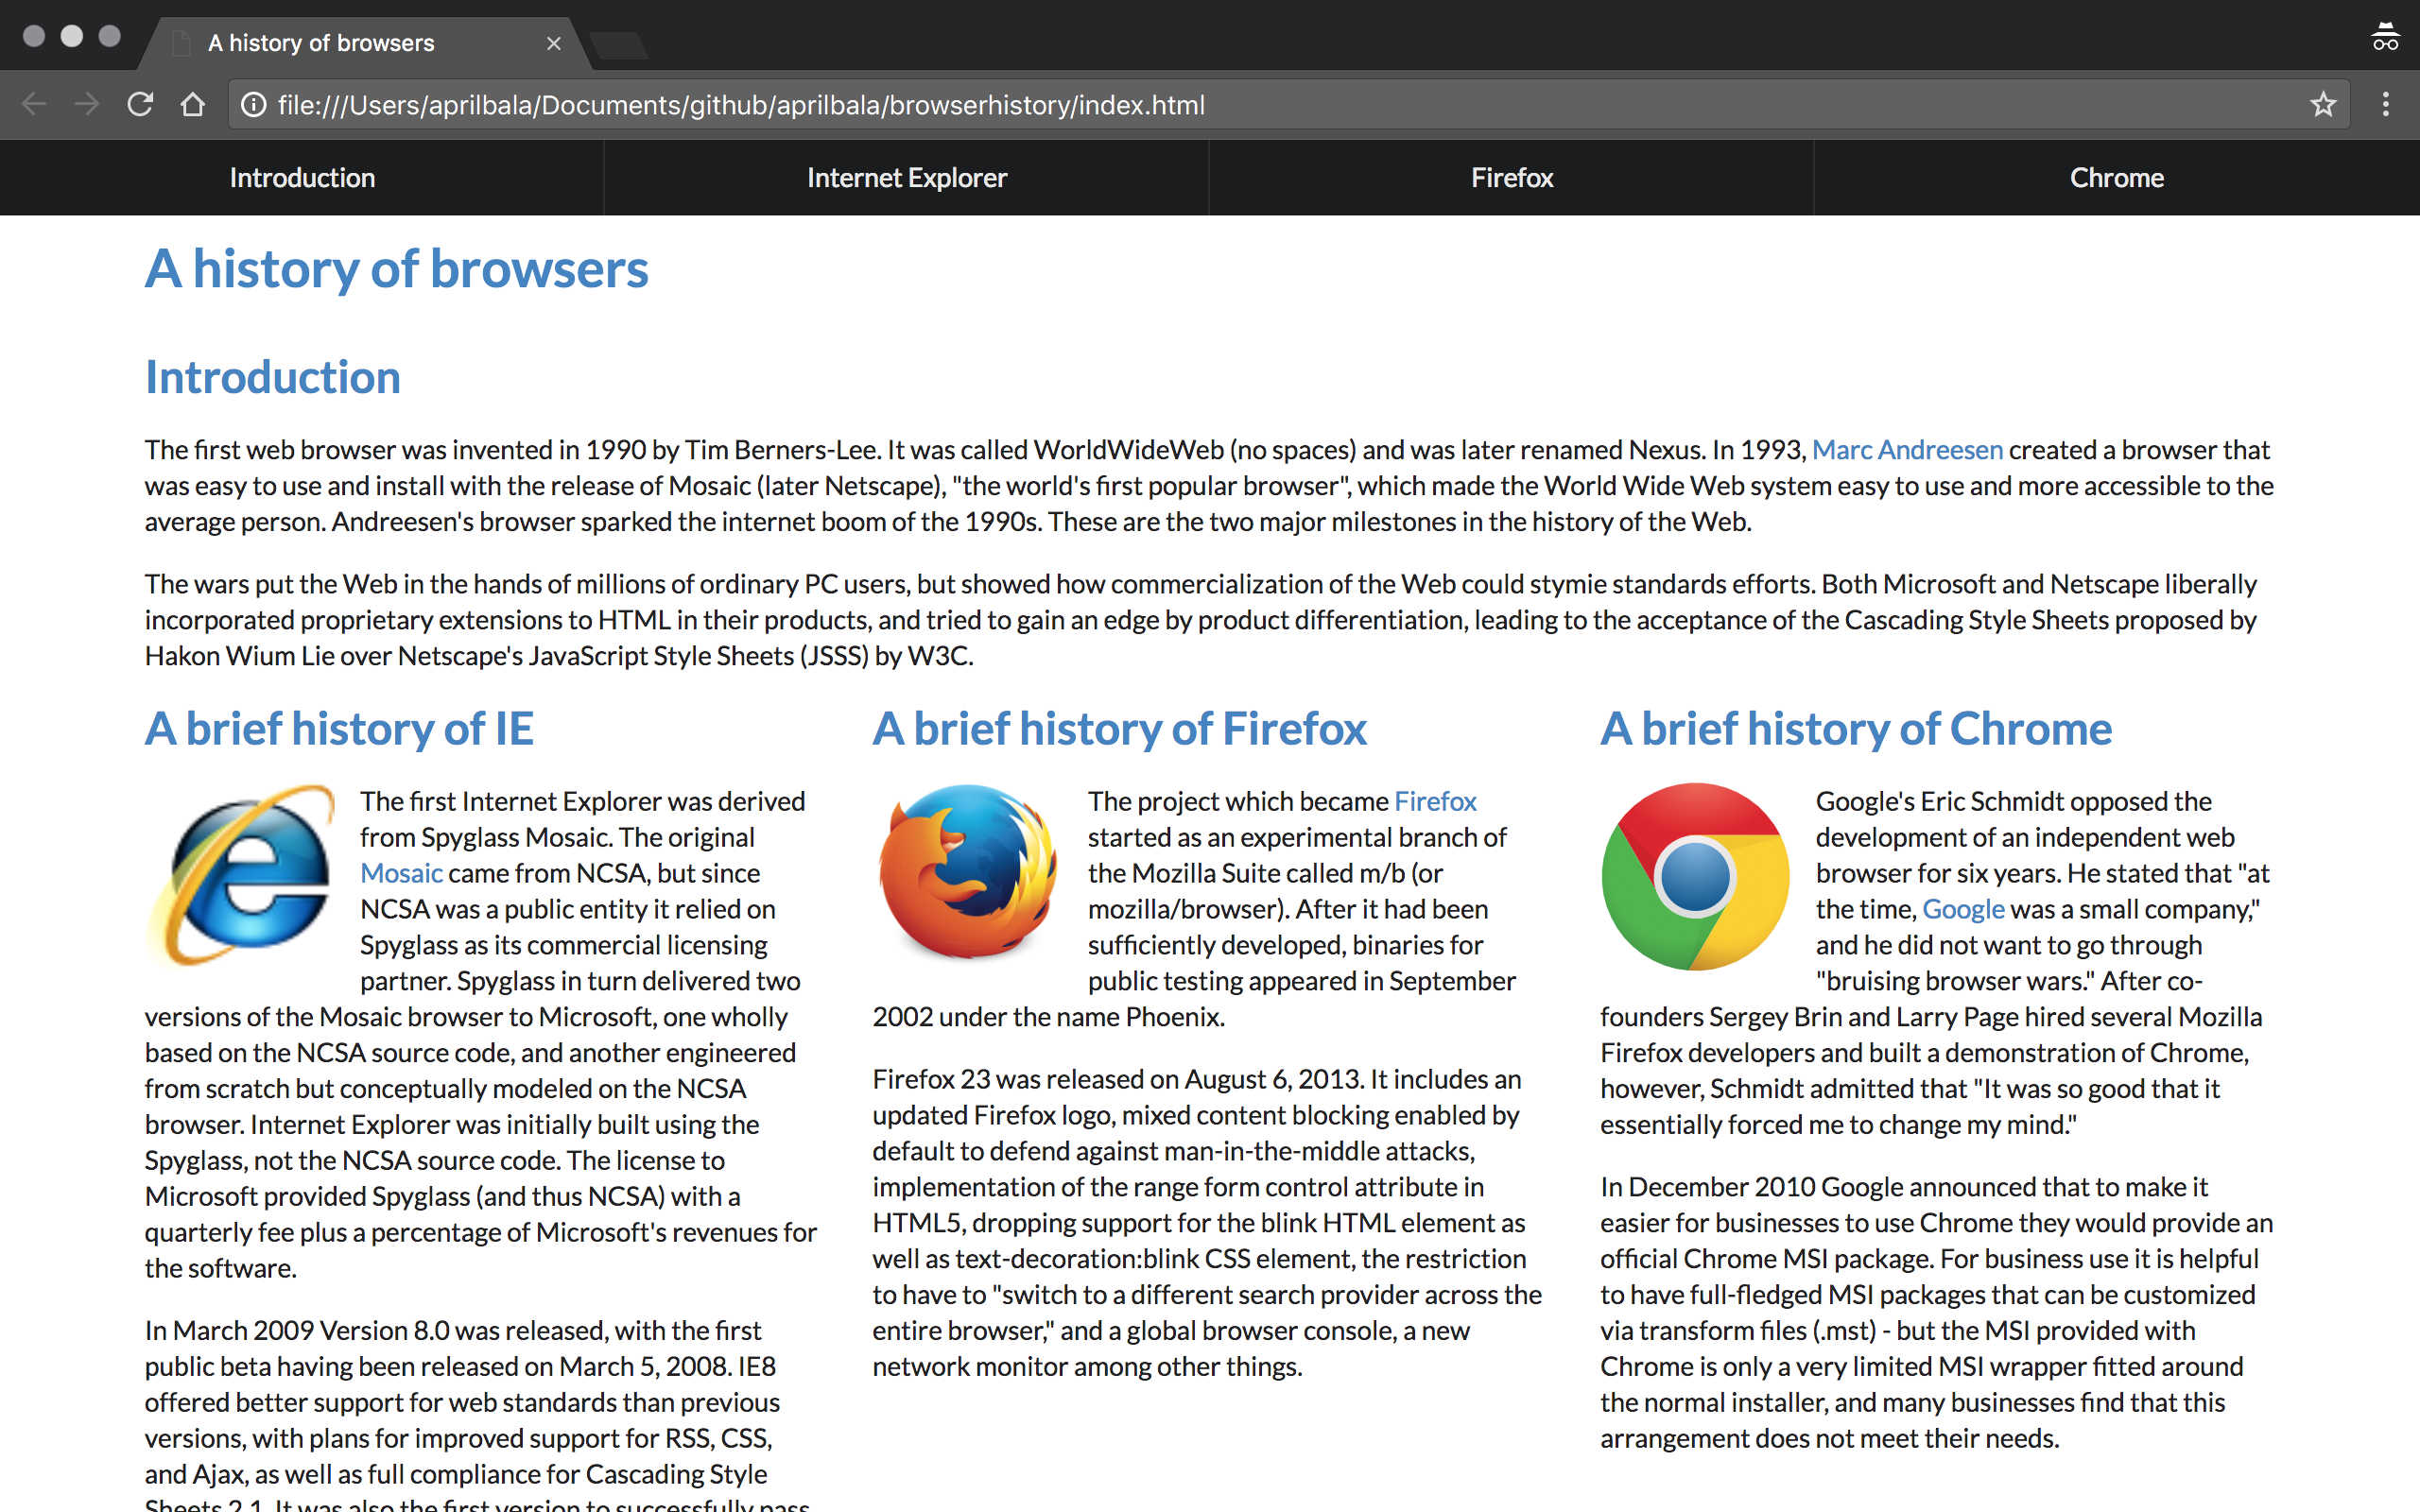 A history of browsers
file:///Users/aprilbala/Documents/github/aprilbala/browserhistory/index.html
Introduction
Internet Explorer
Firefox
Chrome
A history of browsers
Introduction
The first web browser was invented in 1990 by Tim Berners-Lee. It was called WorldWideWeb (no spaces) and was later renamed Nexus. In 1993, Marc Andreesen created a browser that
was easy to use and install with the release of Mosaic (later Netscape), "the world's first popular browser", which made the World Wide Web system easy to use and more accessible to the
average person. Andreesen's browser sparked the internet boom of the 1990s. These are the two major milestones in the history of the Web.
The wars put the Web in the hands of millions of ordinary PC users, but showed how commercialization of the Web could stymie standards efforts. Both Microsoft and Netscape liberally
incorporated proprietary extensions to HTML in their products, and tried to gain an edge by product differentiation, leading to the acceptance of the Cascading Style Sheets proposed by
Hakon Wium Lie over Netscape's JavaScript Style Sheets (JSSS) by W3C.
A brief history of IE
The first Internet Explorer was derived
from Spyglass Mosaic. The original
Mosaic came from NCSA, but since
NCSA was a public entity it relied on
Spyglass as its commercial licensing
partner. Spyglass in turn delivered two
versions of the Mosaic browser to Microsoft, one wholly
based on the NCSA source code, and another engineered
from scratch but conceptually modeled on the NCSA
browser. Internet Explorer was initially built using the
Spyglass, not the NCSA source code. The license to
Microsoft provided Spyglass (and thus NCSA) with a
quarterly fee plus a percentage of Microsoft's revenues for
the software.
In March 2009 Version 8.0 was released, with the first
public beta having been released on March 5, 2008. IE8
offered better support for web standards than previous
versions, with plans for improved support for RSS, CSS,
and Ajax, as well as full compliance for Cascading Style
Sheets 2.1. It was also the first version to successfully pass
A brief history of Firefox
The project which became Firefox
started as an experimental branch of
the Mozilla Suite called m/b (or
mozilla/browser). After it had been
sufficiently developed, binaries for
public testing appeared in September
2002 under the name Phoenix.
Firefox 23 was released on August 6, 2013. It includes an
updated Firefox logo, mixed content blocking enabled by
default to defend against man-in-the-middle attacks,
implementation of the range form control attribute in
HTML5, dropping support for the blink HTML element as
well as text-decoration:blink CSS element, the restriction
to have to "switch to a different search provider across the
entire browser," and a global browser console, a new
network monitor among other things.
A brief history of Chrome
Google's Eric Schmidt opposed the
development of an independent web
browser for six years. He stated that "at
the time, Google was a small company,"
and he did not want to go through
"bruising browser wars." After co-
founders Sergey Brin and Larry Page hired several Mozilla
Firefox developers and built a demonstration of Chrome,
however, Schmidt admitted that "It was so good that it
essentially forced me to change my mind."
In December 2010 Google announced that to make it
easier for businesses to use Chrome they would provide an
official Chrome MSI package. For business use it is helpful
to have full-fledged MSI packages that can be customized
via transform files (.mst) - but the MSI provided with
Chrome is only a very limited MSI wrapper fitted around
the normal installer, and many businesses find that this
arrangement does not meet their needs.